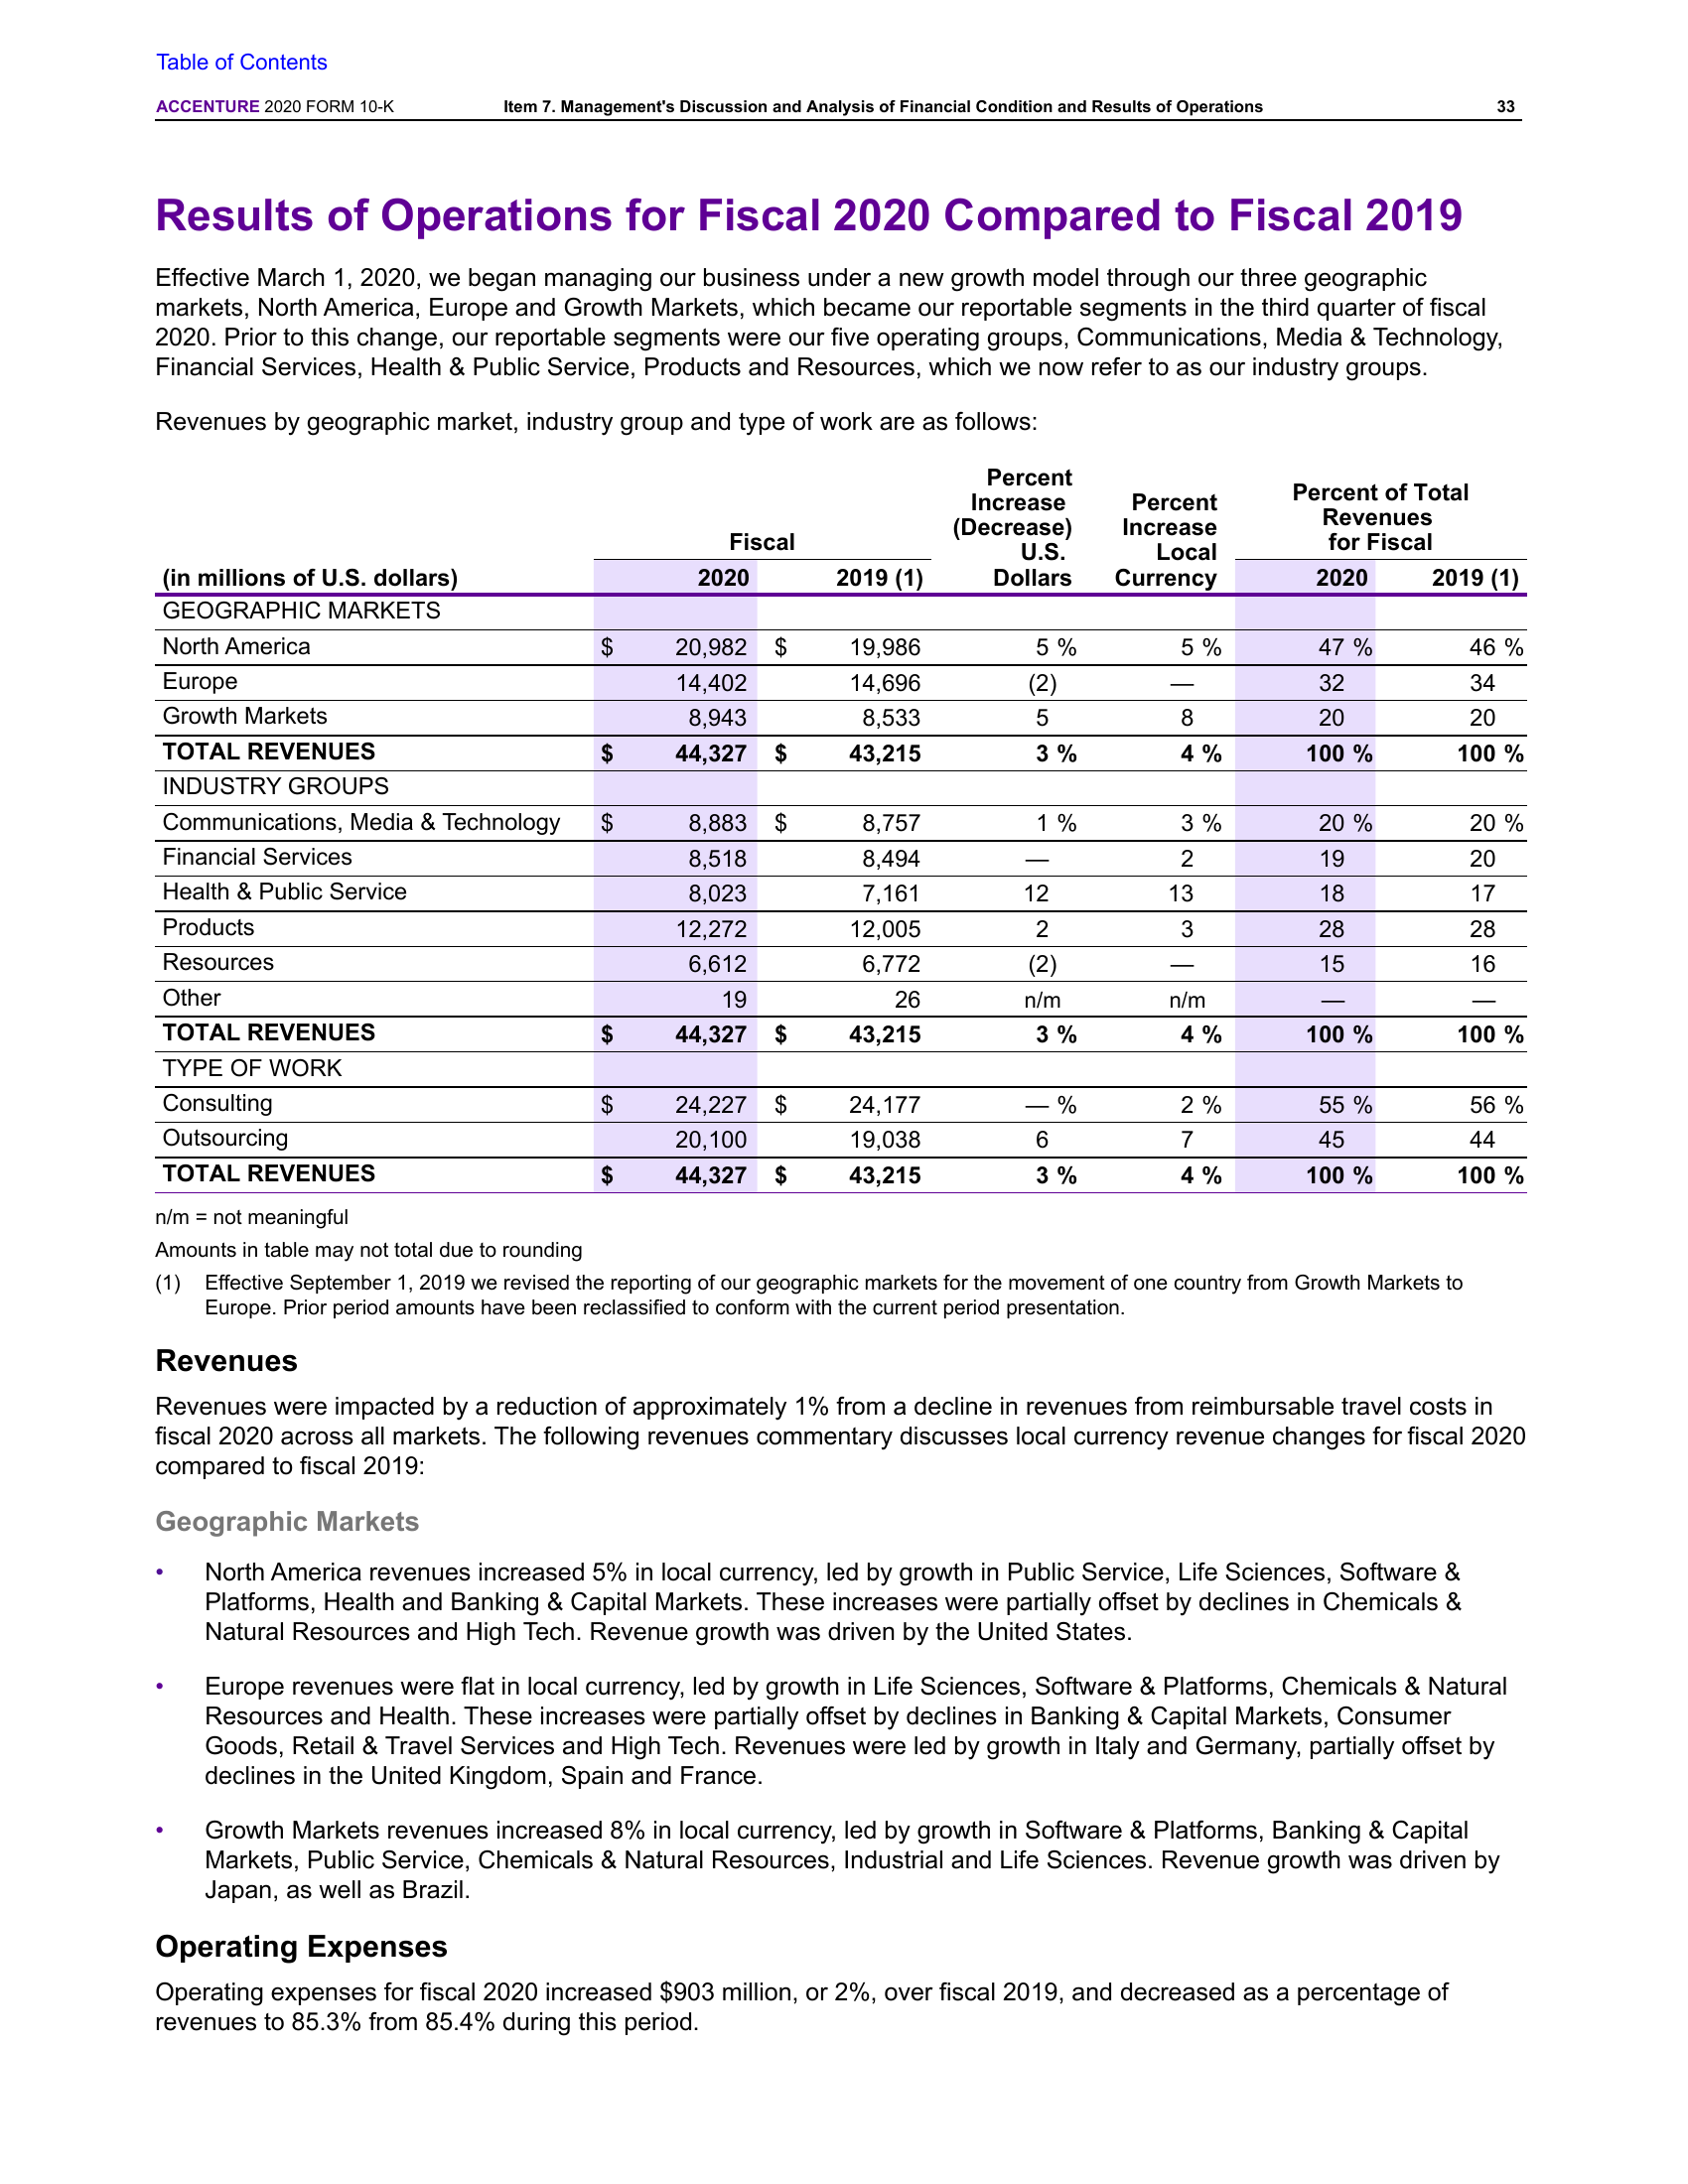 Table of Contents
ACCENTURE 2020 FORM 10-K Item 7. Management's Discussion and Analysis of Financial Condition and Results of Operations 33
Results of Operations for Fiscal 2020 Compared to Fiscal 2019
Effective March 1, 2020, we began managing our business under a new growth model through our three geographic
markets, North America, Europe and Growth Markets, which became our reportable segments in the third quarter of fiscal
2020. Prior to this change, our reportable segments were our five operating groups, Communications, Media & Technology,
Financial Services, Health & Public Service, Products and Resources, which we now refer to as our industry groups.
Revenues by geographic market, industry group and type of work are as follows:
Percent
Increase Percent Percent of Total
(Decrease) Increase Revenues
Fiscal U.S. Local for Fiscal
(in millions of U.S. dollars) 2020 2019 (1) Dollars Currency 2020 2019 (1)
GEOGRAPHIC MARKETS
North America $ 20,982 $ 19,986 5 % 5 % 47 % 46 %
Europe 14,402 14,696 (2) — 32 34
Growth Markets 8,943 8,533 5 8 20 20
TOTAL REVENUES $ 44,327 $ 43,215 3 % 4 % 100 % 100 %
INDUSTRY GROUPS
Communications, Media & Technology $ 8,883 $ 8,757 1 % 3 % 20 % 20 %
Financial Services 8,518 8,494 — 2 19 20
Health & Public Service 8,023 7,161 12 13 18 17
Products 12,272 12,005 2 3 28 28
Resources 6,612 6,772 (2) — 15 16
Other 19 26 n/m n/m — —
TOTAL REVENUES $ 44,327 $ 43,215 3 % 4 % 100 % 100 %
TYPE OF WORK
Consulting $ 24,227 $ 24,177 — % 2 % 55 % 56 %
Outsourcing 20,100 19,038 6 7 45 44
TOTAL REVENUES $ 44,327 $ 43,215 3 % 4 % 100 % 100 %
n/m = not meaningful
Amounts in table may not total due to rounding
(1) Effective September 1, 2019 we revised the reporting of our geographic markets for the movement of one country from Growth Markets to
Europe. Prior period amounts have been reclassified to conform with the current period presentation.
Revenues
Revenues were impacted by a reduction of approximately 1% from a decline in revenues from reimbursable travel costs in
fiscal 2020 across all markets. The following revenues commentary discusses local currency revenue changes for fiscal 2020
compared to fiscal 2019:
Geographic Markets
• North America revenues increased 5% in local currency, led by growth in Public Service, Life Sciences, Software &
Platforms, Health and Banking & Capital Markets. These increases were partially offset by declines in Chemicals &
Natural Resources and High Tech. Revenue growth was driven by the United States.
• Europe revenues were flat in local currency, led by growth in Life Sciences, Software & Platforms, Chemicals & Natural
Resources and Health. These increases were partially offset by declines in Banking & Capital Markets, Consumer
Goods, Retail & Travel Services and High Tech. Revenues were led by growth in Italy and Germany, partially offset by
declines in the United Kingdom, Spain and France.
• Growth Markets revenues increased 8% in local currency, led by growth in Software & Platforms, Banking & Capital
Markets, Public Service, Chemicals & Natural Resources, Industrial and Life Sciences. Revenue growth was driven by
Japan, as well as Brazil.
Operating Expenses
Operating expenses for fiscal 2020 increased $903 million, or 2%, over fiscal 2019, and decreased as a percentage of
revenues to 85.3% from 85.4% during this period.